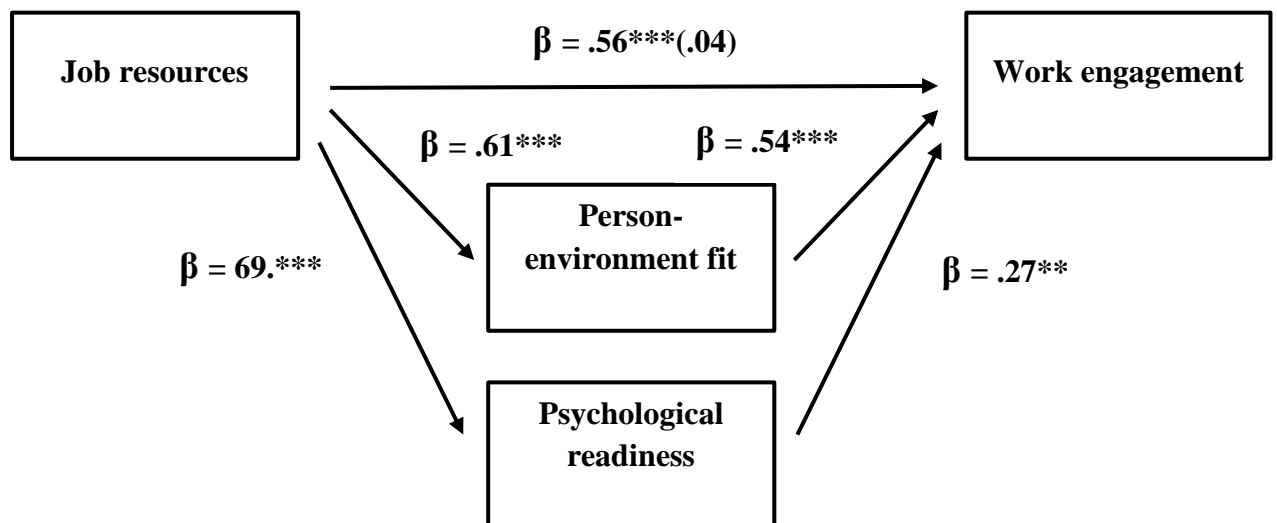 β = .56***(.04)
Job resources
Work engagement
β = .61***
β = .54***
Person-
environment fit
β = 69.***
β = .27**
Psychological
readiness